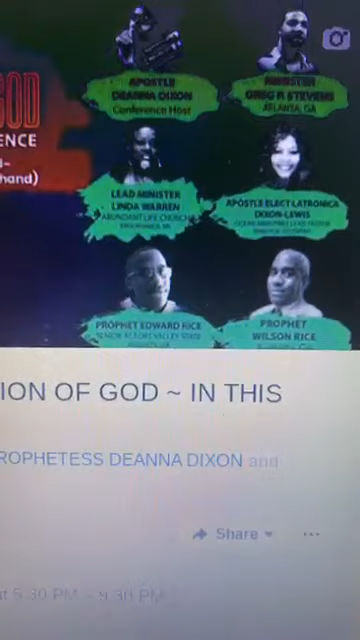 GOD
ENCE
hand)
APOSTLE
DEANNA DIXON
Conference Host
MINISTER
GREG P. STEVENS
ATLANTA, GA
LEAD MINISTER
LINDA WARREN
ABUNDANT LIFE CHURCH
APOSTLE ELECT LATRONICA
DIXON-LEWIS
PROPHET EDWARD RICE
PROPHET
WILSON RICE
ION OF GOD ~ IN THIS
ROPHETESS DEANNA DIXON and
Share
at 5:30 PM - 9:30 PM